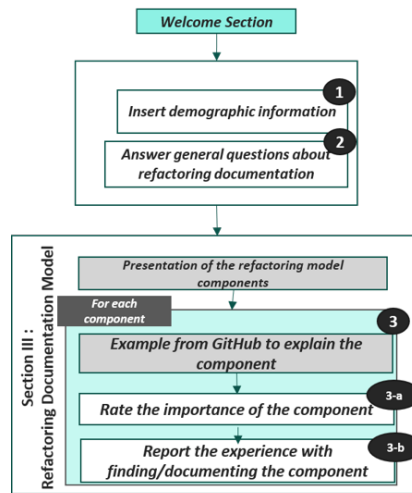 Welcome Section
1
Insert demographic information
2
Answer general questions about
refactoring documentation
Section III :
Refactoring Documentation Model
Presentation of the refactoring model
components
For each
component
3
Example from GitHub to explain the
component
3-a
Rate the importance of the component
3-b
Report the experience with
finding/documenting the component